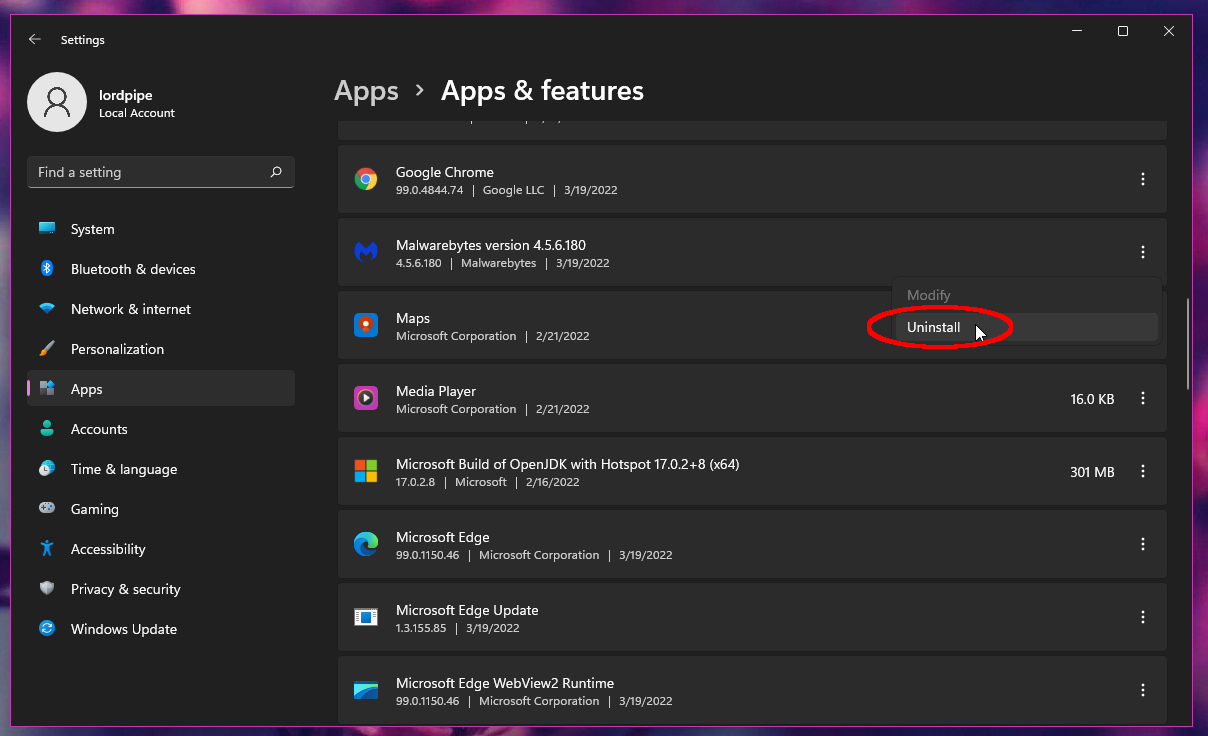 Settings
lordpipe
Local Account
Find a setting
System
Bluetooth & devices
Network & internet
Personalization
Apps
Accounts
Time & language
Gaming
Accessibility
Privacy & security
Windows Update
Apps > Apps & features
Google Chrome
99.0.4844.74 | Google LLC | 3/19/2022
Malwarebytes version 4.5.6.180
4.5.6.180 | Malwarebytes | 3/19/2022
Modify
Uninstall
Maps
Microsoft Corporation | 2/21/2022
Media Player
Microsoft Corporation | 2/21/2022
16.0 KB
Microsoft Build of OpenJDK with Hotspot 17.0.2+8 (x64)
17.0.2.8 | Microsoft | 2/16/2022
301 MB
Microsoft Edge
99.0.1150.46 | Microsoft Corporation | 3/19/2022
Microsoft Edge Update
1.3.155.85 | 3/19/2022
Microsoft Edge WebView2 Runtime
99.0.1150.46 | Microsoft Corporation | 3/19/2022